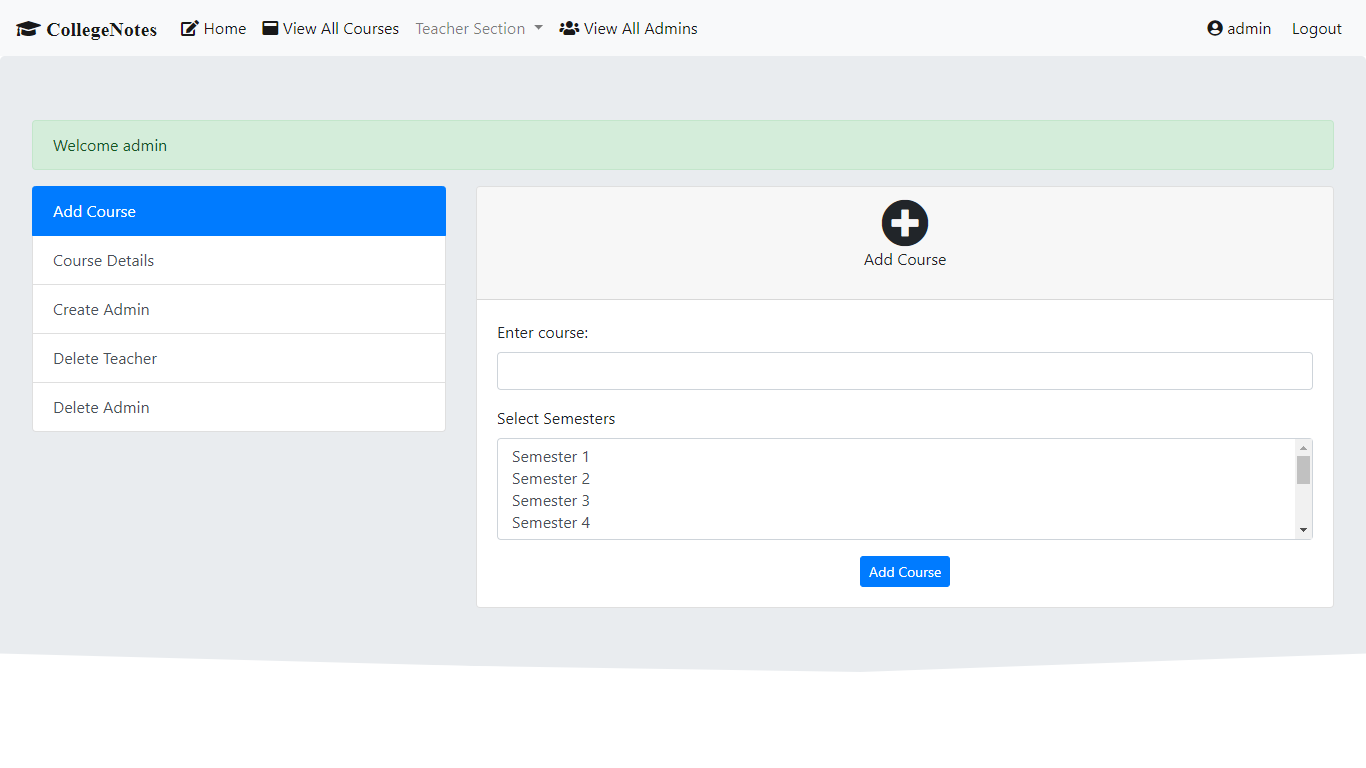 CollegeNotes Home View All Courses Teacher Section View All Admins admin Logout
Welcome admin
Add Course
Course Details
Create Admin
Delete Teacher
Delete Admin
Add Course
Enter course:
Select Semesters
Semester 1
Semester 2
Semester 3
Semester 4
Add Course